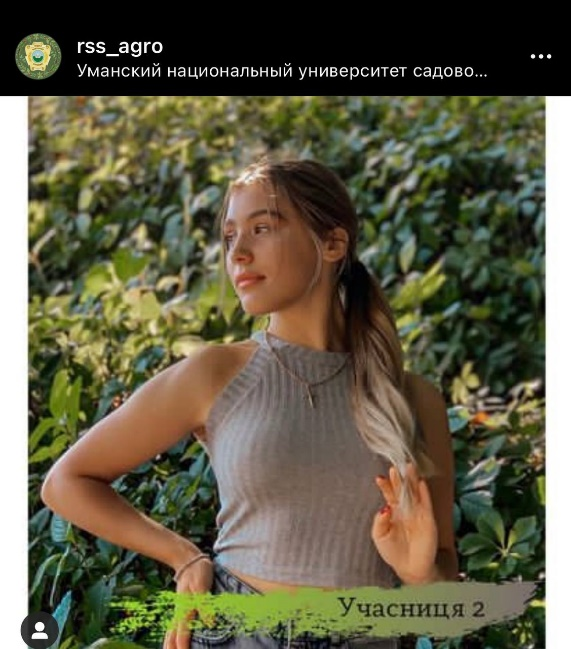 rss_agro
Уманский национальный университет садово...
Учасниця 2